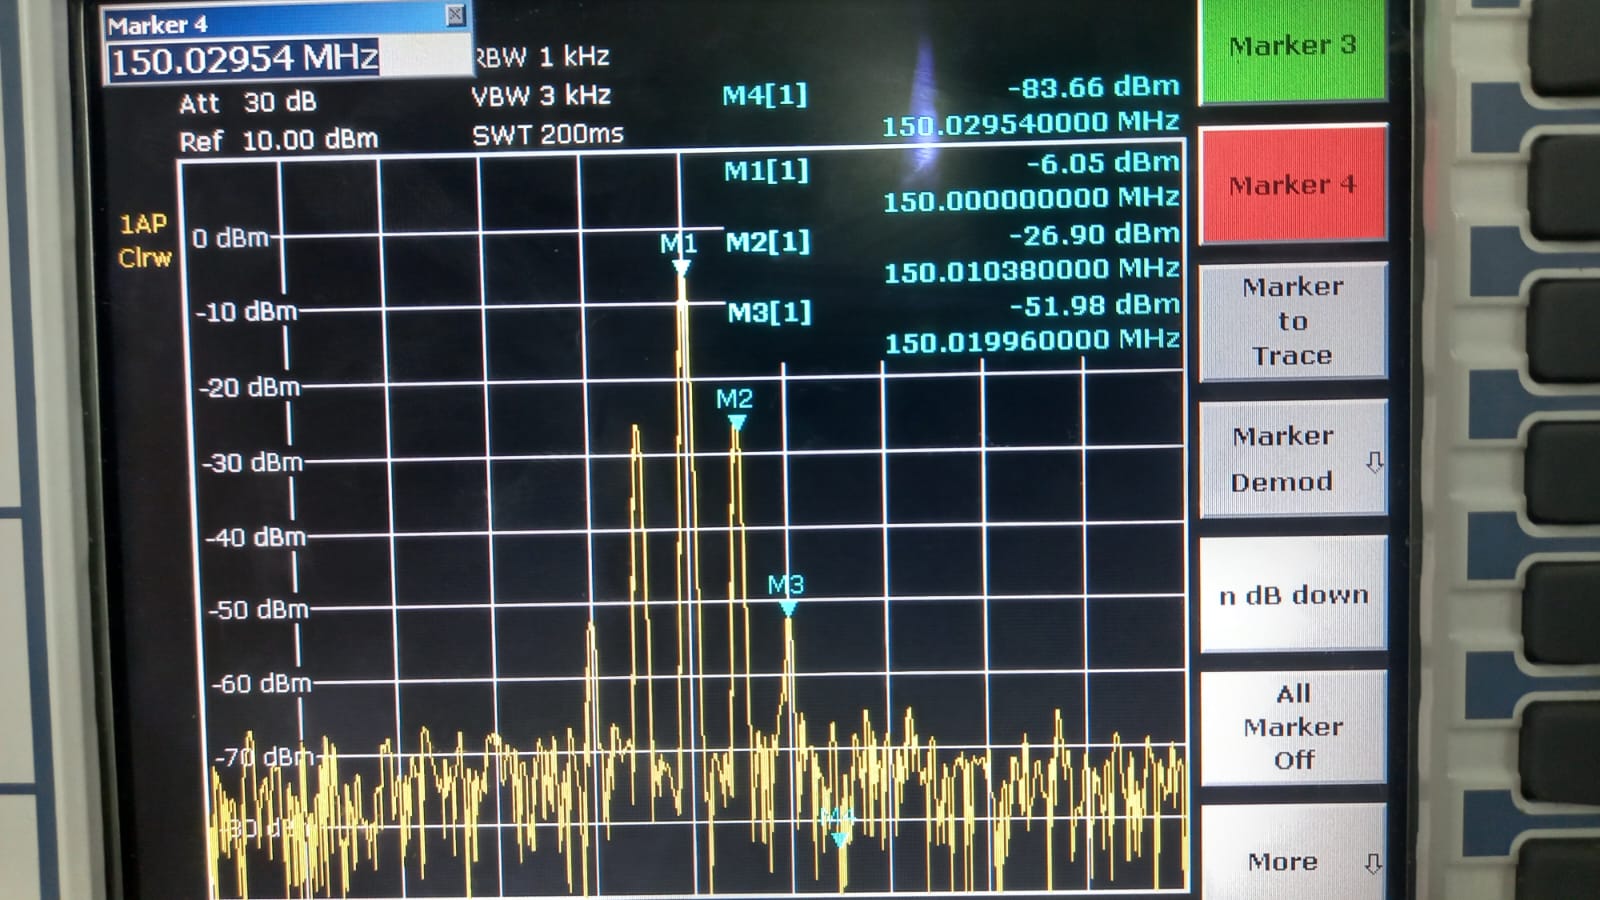 Marker 4
150.02954 MHz
RBW 1 kHz
Att 30 dB
VBW 3 kHz
Ref 10.00 dBm
SWT 200ms
M4[1]
-83.66 dBm
150.029540000 MHz
M1[1]
-6.05 dBm
150.000000000 MHz
M2[1]
-26.90 dBm
150.010380000 MHz
M3[1]
-51.98 dBm
150.019960000 MHz
1AP
Clrw
0 dBm
-10 dBm
-20 dBm
-30 dBm
-40 dBm
-50 dBm
-60 dBm
-70 dBm
-80 dBm
M1
M2
M3
M4
Marker 3
Marker 4
Marker
to
Trace
Marker
Demod
n dB down
All
Marker
Off
More